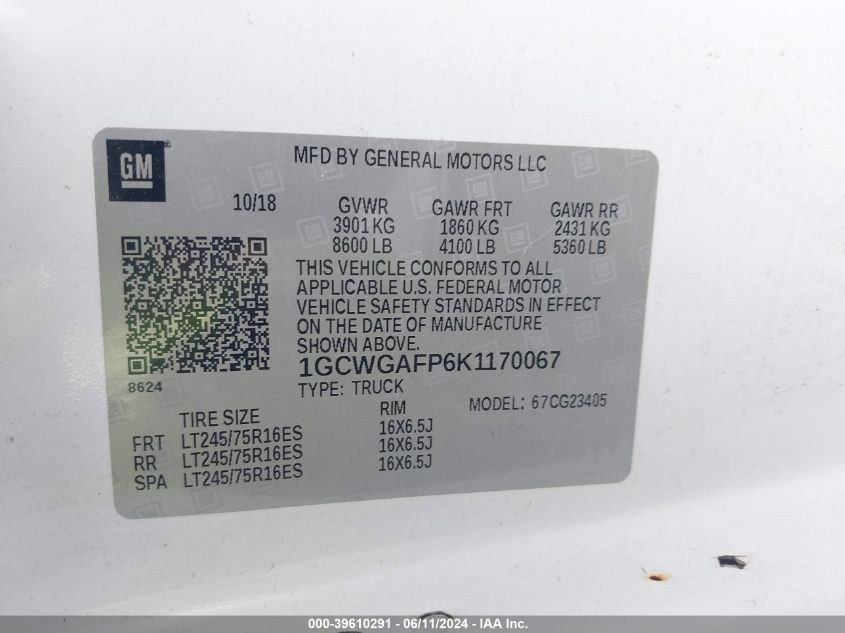 GM
MFD BY GENERAL MOTORS LLC
10/18 GVWR GAWR FRT GAWR RR
3901 KG 1860 KG 2431 KG
8600 LB 4100 LB 5360 LB
THIS VEHICLE CONFORMS TO ALL
APPLICABLE U.S. FEDERAL MOTOR
VEHICLE SAFETY STANDARDS IN EFFECT
ON THE DATE OF MANUFACTURE
SHOWN ABOVE.
1GCWGAFP6K1170067
8624
TYPE: TRUCK
MODEL: 67CG23405
TIRE SIZE RIM
FRT LT245/75R16ES 16X6.5J
RR LT245/75R16ES 16X6.5J
SPA LT245/75R16ES 16X6.5J
000-39610291 - 06/11/2024 - IAA Inc.